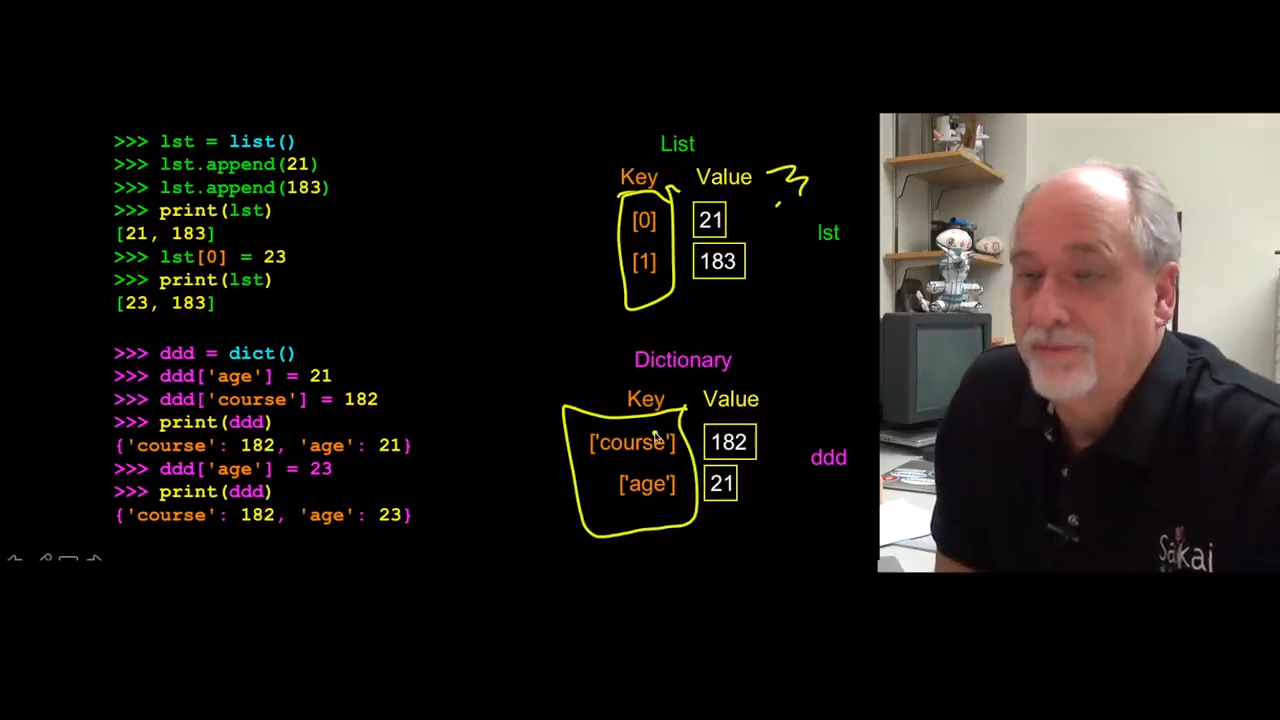 >>> lst = list()
>>> lst.append(21)
>>> lst.append(183)
>>> print(lst)
[21, 183]
>>> lst[0] = 23
>>> print(lst)
[23, 183]
>>> ddd = dict()
>>> ddd['age'] = 21
>>> ddd['course'] = 182
>>> print(ddd)
{'course': 182, 'age': 21}
>>> ddd['age'] = 23
>>> print(ddd)
{'course': 182, 'age': 23}
List
Key Value
[0] 21
[1] 183
lst
Dictionary
Key Value
['course'] 182
['age'] 21
ddd
Sakai